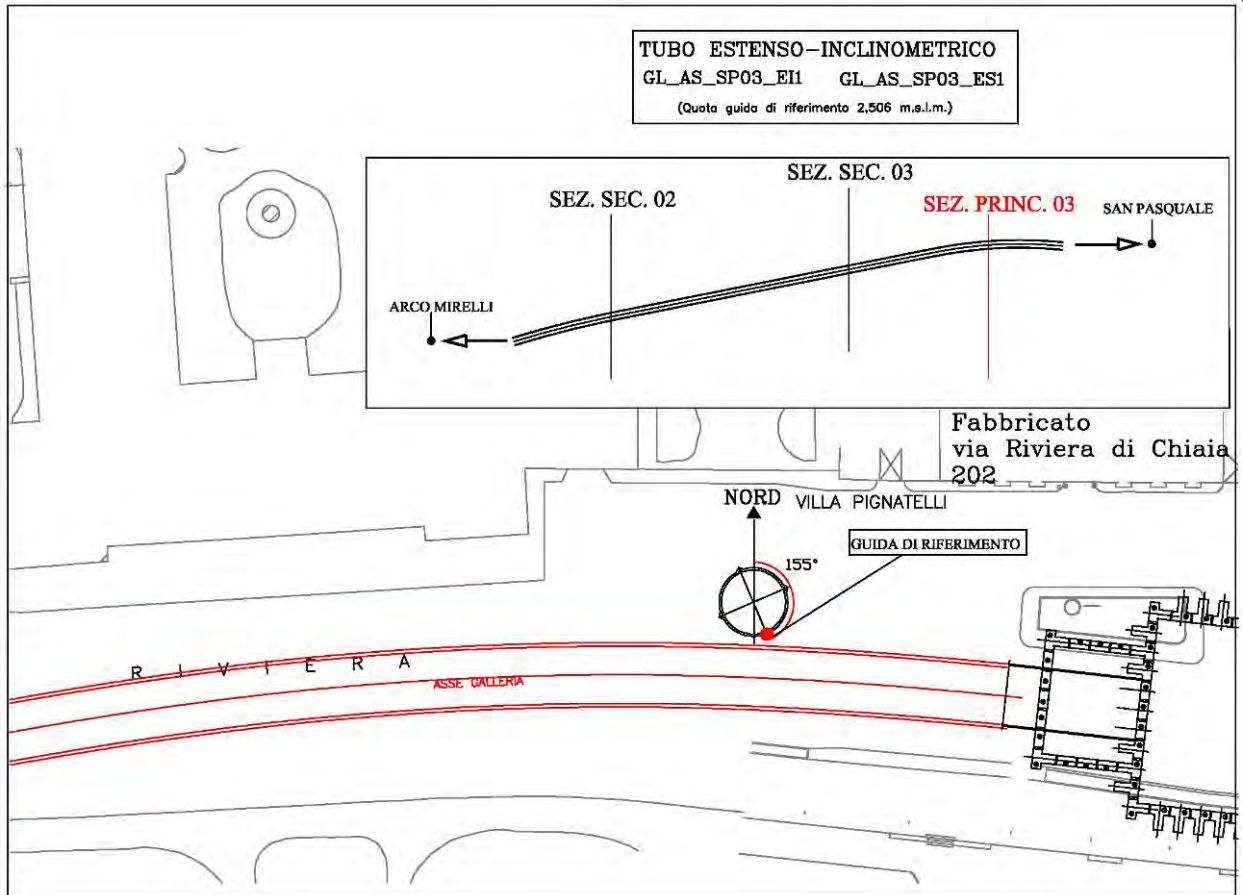 TUBO ESTENSO-INCLINOMETRICO
GL_AS_SP03_EI1 GL_AS_SP03_ES1
(Quota guida di riferimento 2,506 m.s.l.m.)
SEZ. SEC. 02
SEZ. SEC. 03
SEZ. PRINC. 03
SAN PASQUALE
ARCO MIRELLI
Fabbricato
via Riviera di Chiaia
202
NORD
VILLA PIGNATELLI
GUIDA DI RIFERIMENTO
155°
RIVIERA
ASSE GALLERIA